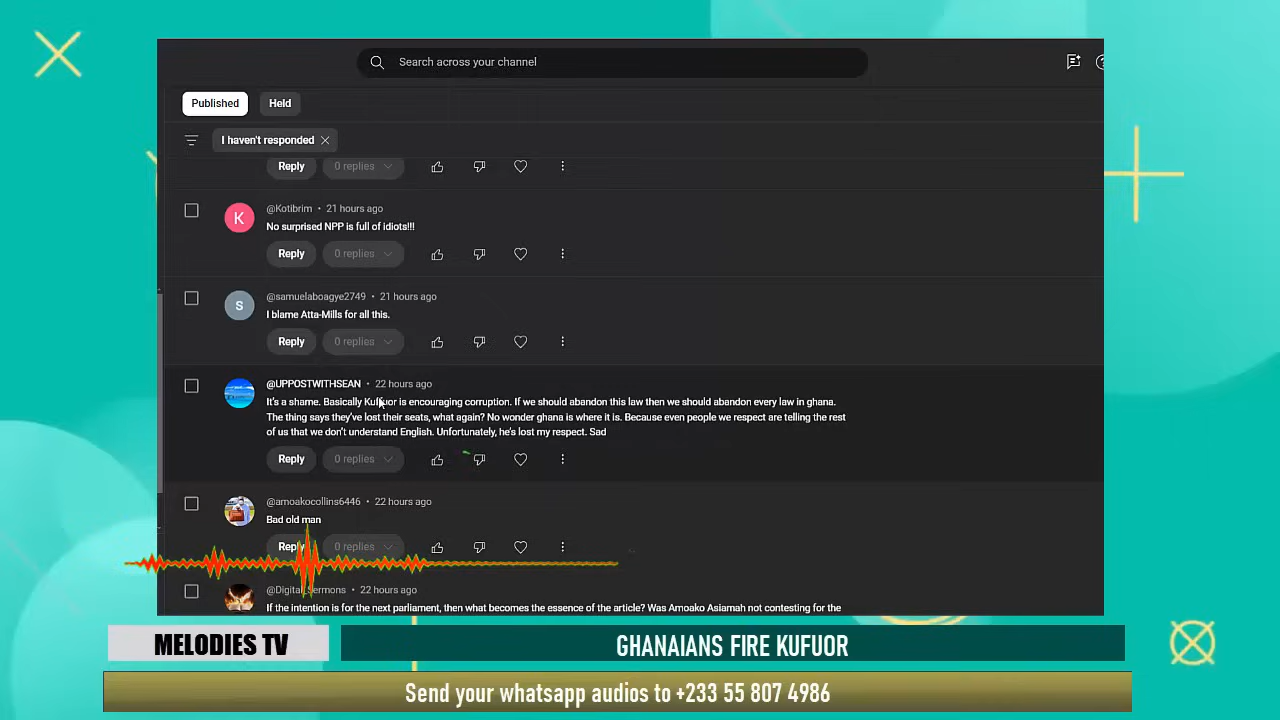 Search across your channel
Published
Held
I haven't responded
Reply
0 replies
K
@Kotibrim • 21 hours ago
No surprised NPP is full of idiots!!!
Reply
0 replies
S
@samuelaboagye2749 • 21 hours ago
I blame Atta-Mills for all this.
Reply
0 replies
@UPPOSTWITHSEAN • 22 hours ago
It's a shame. Basically Kuffuor is encouraging corruption. If we should abandon this law then we should abandon every law in ghana.
The thing says they've lost their seats, what again? No wonder ghana is where it is. Because even people we respect are telling the rest
of us that we don't understand English. Unfortunately, he's lost my respect. Sad
Reply
0 replies
@amoakocollins6446 • 22 hours ago
Bad old man
Reply
0 replies
@Digital_Sermons • 22 hours ago
If the intention is for the next parliament, then what becomes the essence of the article? Was Amoako Asiamah not contesting for the
MELODIES TV
GHANAIANS FIRE KUFUOR
Send your whatsapp audios to +233 55 807 4986